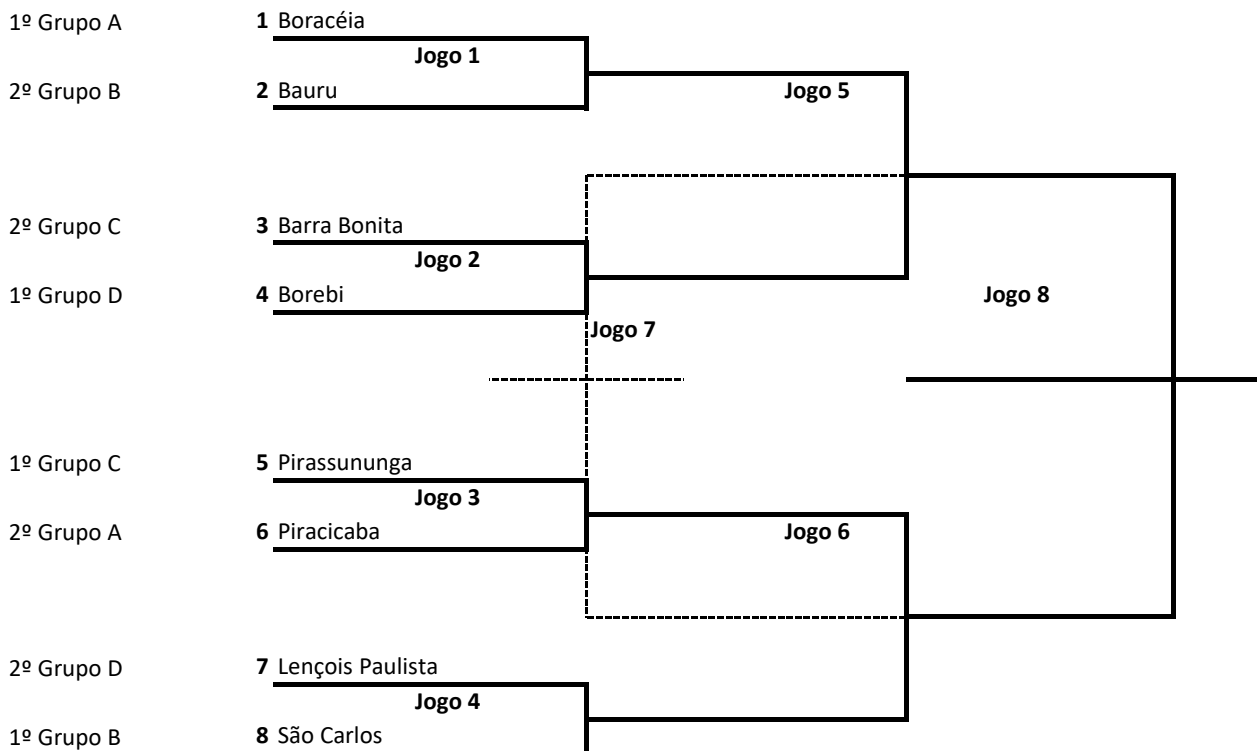 1º Grupo A 1 Boracéia
Jogo 1
2º Grupo B 2 Bauru Jogo 5
2º Grupo C 3 Barra Bonita
Jogo 2
1º Grupo D 4 Borebi Jogo 8
Jogo 7
1º Grupo C 5 Pirassununga
Jogo 3
2º Grupo A 6 Piracicaba Jogo 6
2º Grupo D 7 Lençois Paulista
Jogo 4
1º Grupo B 8 São Carlos